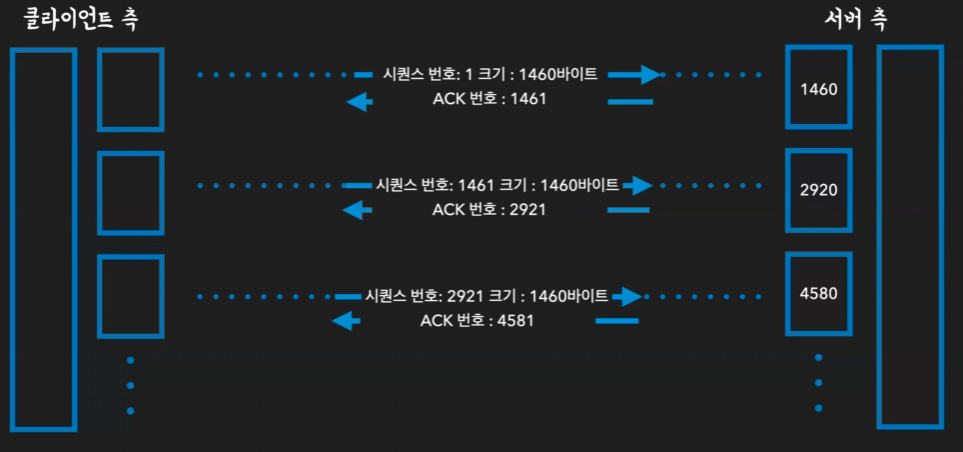 클라이언트 측
서버 측
시퀀스 번호: 1 크기 : 1460바이트
ACK 번호 : 1461
1460
시퀀스 번호: 1461 크기 : 1460바이트
ACK 번호 : 2921
2920
시퀀스 번호: 2921 크기 : 1460바이트
ACK 번호 : 4581
4580